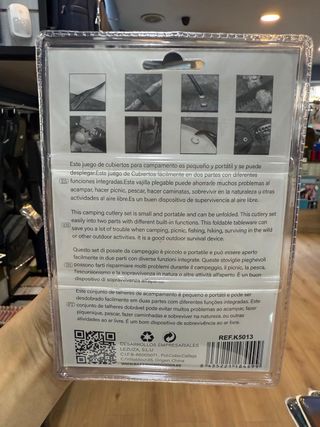 Este juego de cubiertos para campamento es pequeño y portátil y se puede
desplegar.Este juego de Cubiertos fácilmente en dos partes con diferentes
funciones integradas.Esta vajilla plegable puede ahorrarle muchos problemas al
acampar, hacer picnic, pescar, hacer caminatas, sobrevivir en la naturaleza u otras
actividades al aire libre.Es un buen dispositivo de supervivencia al aire libre.
This camping cutlery set is small and portable and can be unfolded. This cutlery set
easily into two parts with different built-in functions. This foldable tableware can
save you a lot of trouble when camping, picnic, fishing, hiking, surviving in the wild
or other outdoor activities. it is a good outdoor survival device.
Questo set di posate da campeggio è piccolo e portatile e può essere aperto
facilmente in due parti con diverse funzioni integrate. Queste stoviglie pieghevoli
possono farti risparmiare molti problemi durante il campeggio, il picnic, la pesca,
l'escursionismo e la sopravvivenza in natura o altre attività all'aperto. È un buon
dispositivo di sopravvivenza all'aperto.
Este conjunto de talheres de acampamento é pequeno e portátil e pode ser
desdobrado facilmente em duas partes com diferentes funções integradas. Este
conjunto de talheres dobrável pode evitar muitos problemas ao acampar, fazer
piquenique, pescar, fazer caminhadas e sobreviver na natureza, ou outras
atividades ao ar livre. É um bom dispositivo de sobrevivência ao ar livre.
DESARROLLOS
EMPRESARIALES
LEZUZA, S.L.U
REF.K5013